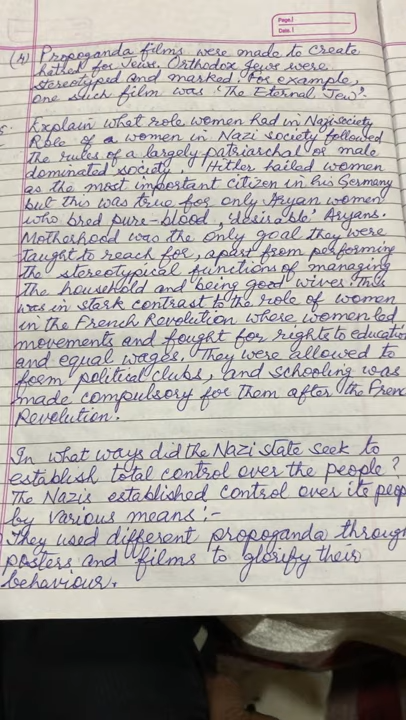 Page:
Date:
(4) Propoganda films were made to create
hatred for Jews. Orthodox Jews were
stereotyped and marked. For example,
one such film was 'The Eternal Jew'.
Explain what role women had in Nazi society
Role of a women in Nazi society followed
the rules of a largely patriarchal or male
dominated society. Hitler hailed women
as the most important citizen in his Germany
but this was true for only Aryan women
who bred pure-blood, 'desirable' Aryans.
Motherhood was the only goal they were
taught to reach for, apart from performing
the stereotypical functions of managing
the household and being good wives. This
was in stark contrast to the role of women
in the French Revolution where women led
movements and fought for rights to education
and equal wages. They were allowed to
form political clubs, and schooling was
made compulsory for them after the Fren
Revolution.
In what ways did the Nazi state seek to
establish total control over the people?
The Nazis established control over its peop
by various means:-
They used different propoganda through
posters and films to glorify their
behaviour.